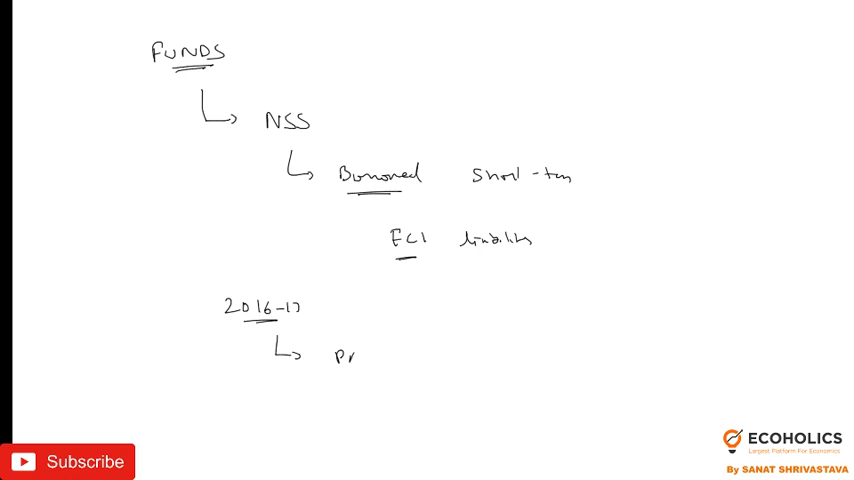 FUNDS
NSS
Borrowed Short-term
FCI liabilities
2016-17
Pr
ECOHOLICS
Largest Platform For Economics
Subscribe
By SANAT SHRIVASTAVA